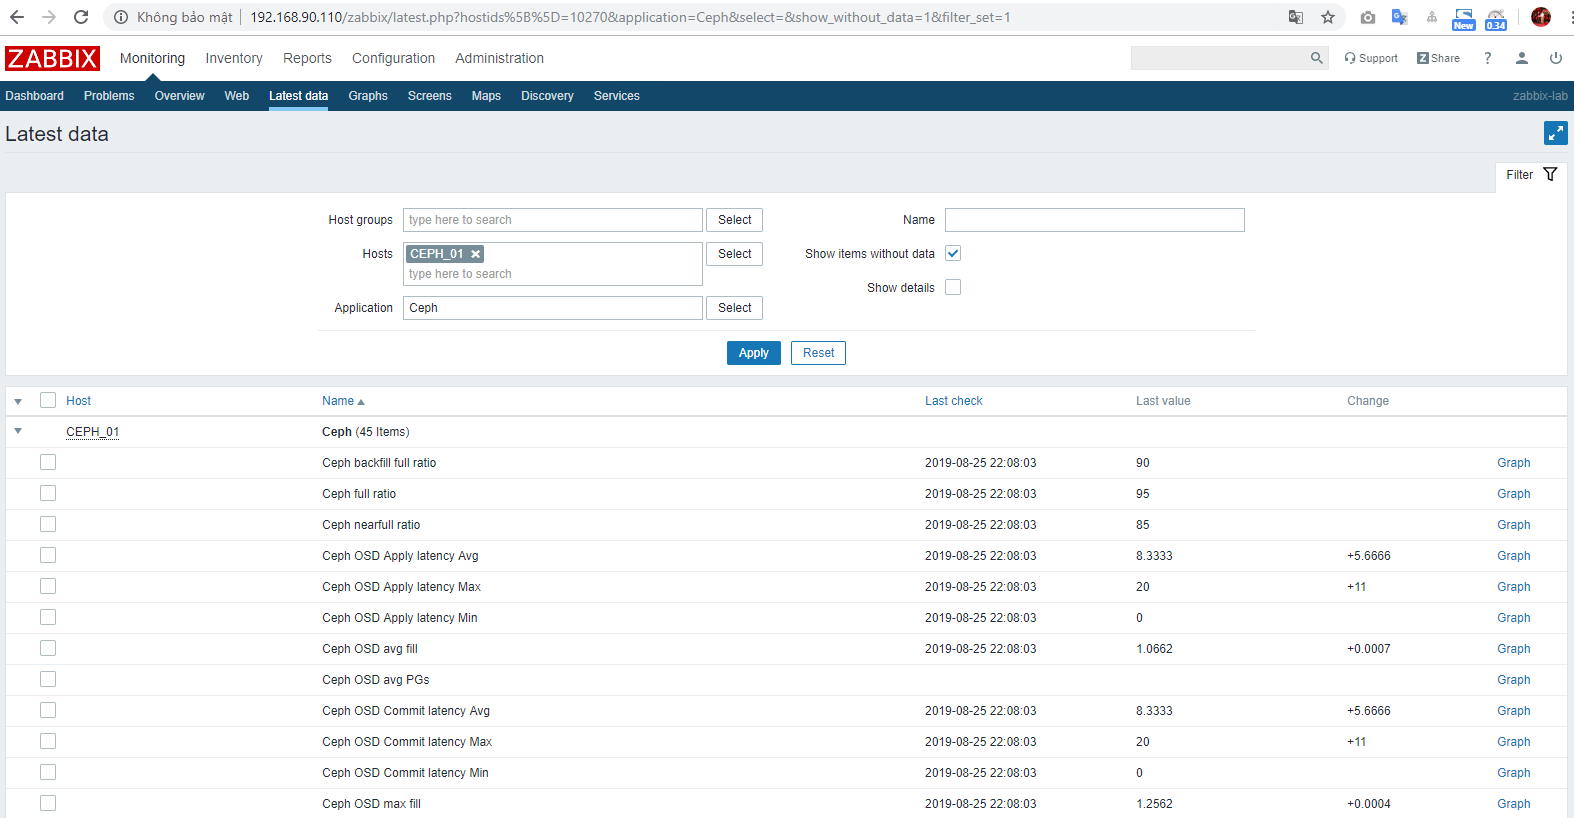 Không bảo mật 192.168.90.110/zabbix/latest.php?hostids%5B%5D=10270&application=Ceph&select=&show_without_data=1&filter_set=1
New 0.34
ZABBIX Monitoring Inventory Reports Configuration Administration Support Z Share ?
Dashboard Problems Overview Web Latest data Graphs Screens Maps Discovery Services zabbix-lab
Latest data
Filter
Host groups type here to search Select Name
Hosts CEPH_01 Select Show items without data
type here to search
Show details
Application Ceph Select
Apply Reset
Host Name Last check Last value Change
CEPH_01 Ceph (45 Items)
Ceph backfill full ratio 2019-08-25 22:08:03 90 Graph
Ceph full ratio 2019-08-25 22:08:03 95 Graph
Ceph nearfull ratio 2019-08-25 22:08:03 85 Graph
Ceph OSD Apply latency Avg 2019-08-25 22:08:03 8.3333 +5.6666 Graph
Ceph OSD Apply latency Max 2019-08-25 22:08:03 20 +11 Graph
Ceph OSD Apply latency Min 2019-08-25 22:08:03 0 Graph
Ceph OSD avg fill 2019-08-25 22:08:03 1.0662 +0.0007 Graph
Ceph OSD avg PGs Graph
Ceph OSD Commit latency Avg 2019-08-25 22:08:03 8.3333 +5.6666 Graph
Ceph OSD Commit latency Max 2019-08-25 22:08:03 20 +11 Graph
Ceph OSD Commit latency Min 2019-08-25 22:08:03 0 Graph
Ceph OSD max fill 2019-08-25 22:08:03 1.2562 +0.0004 Graph